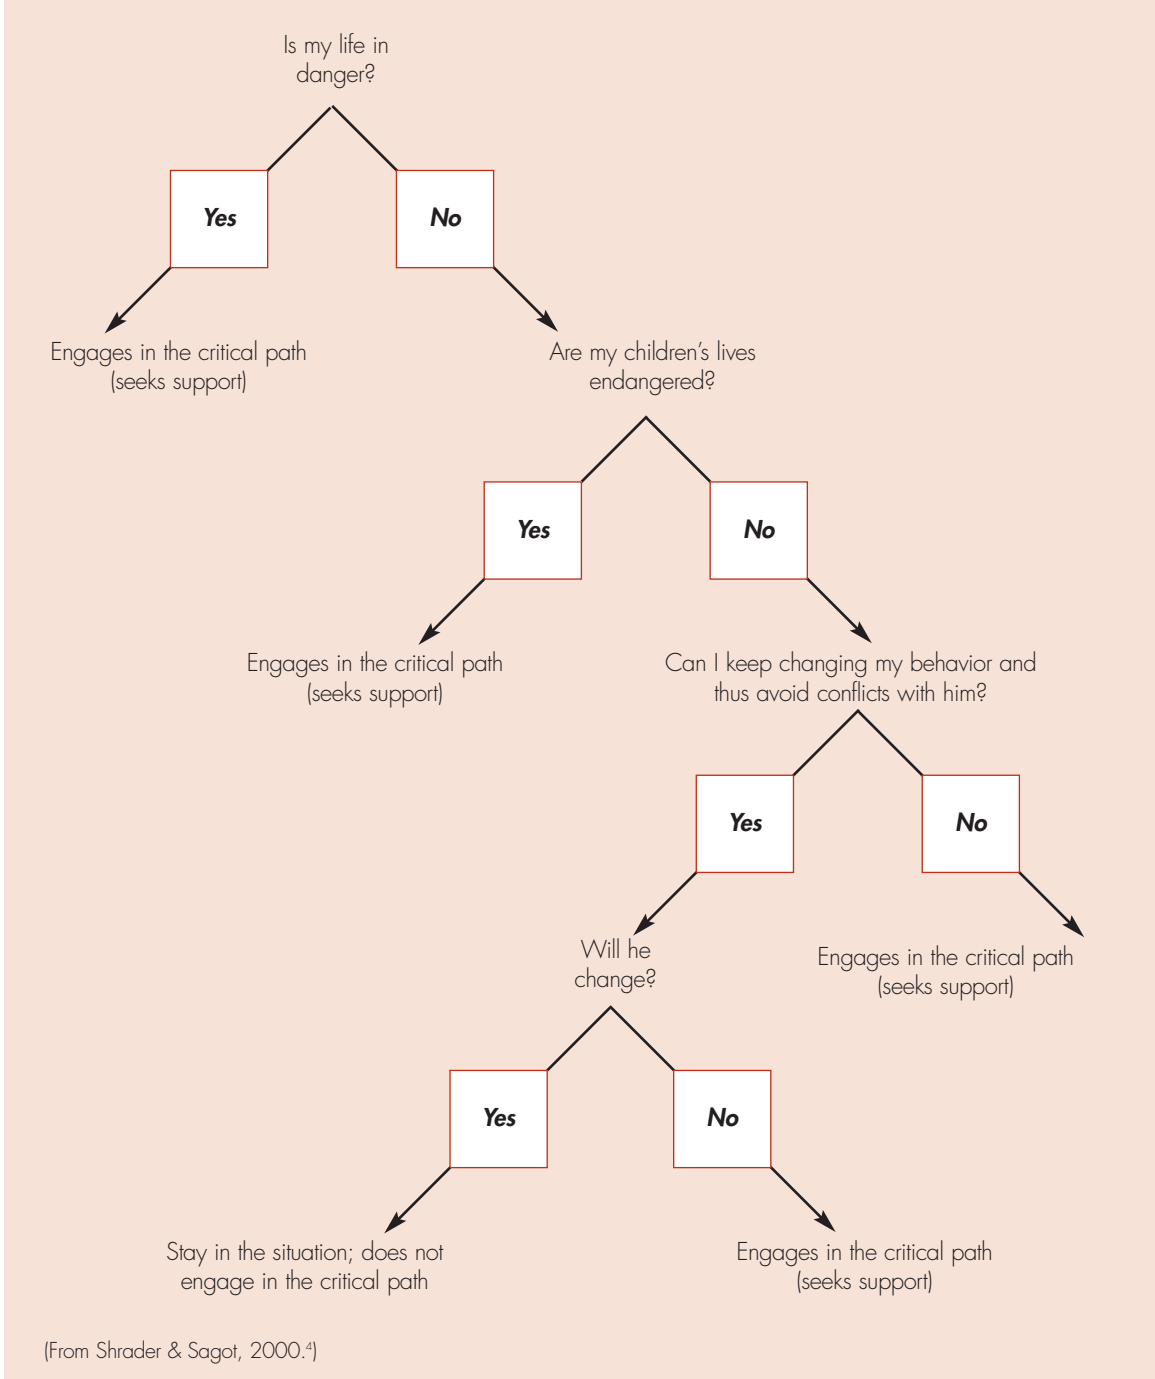 Is my life in
danger?
Yes
No
Engages in the critical path
(seeks support)
Are my children’s lives
endangered?
Yes
No
Engages in the critical path
(seeks support)
Can I keep changing my behavior and
thus avoid conflicts with him?
Yes
No
Will he
change?
Engages in the critical path
(seeks support)
Yes
No
Stay in the situation; does not
engage in the critical path
Engages in the critical path
(seeks support)
(From Shrader & Sagot, 2000.⁴)